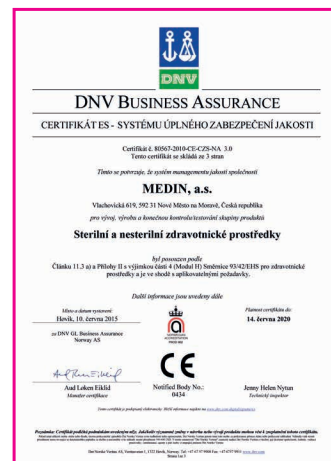 DNV
DNV BUSINESS ASSURANCE
CERTIFIKÁT ES - SYSTÉMU ÚPLNÉHO ZABEZPEČENÍ JAKOSTI
Certifikát č. 80567-2010-CE-CZS-NA 3.0
Tento certifikát se skládá ze 3 stran
Tímto se potvrzuje, že systém managementu jakosti společnosti
MEDIN, a.s.
Vlachovická 619, 592 31 Nové Město na Moravě, Česká republika
pro vývoj, výrobu a konečnou kontrolu/testování skupiny produktů
Sterilní a nesterilní zdravotnické prostředky
byl posouzen podle
Článku 11.3 a) a Přílohy II s výjimkou části 4 (Modul H) Směrnice 93/42/EHS pro zdravotnické
prostředky a je ve shodě s aplikovatelnými požadavky.
Další informace jsou uvedeny dále
Místo a datum vystavení:
Høvik, 10. června 2015
za DNV GL Business Assurance
Norway AS
Platnost certifikátu do:
14. června 2020
CE
Aud Løken Eiklid
Manažer certifikace
Notified Body No.:
0434
Jenny Helen Nytun
Technický inspektor